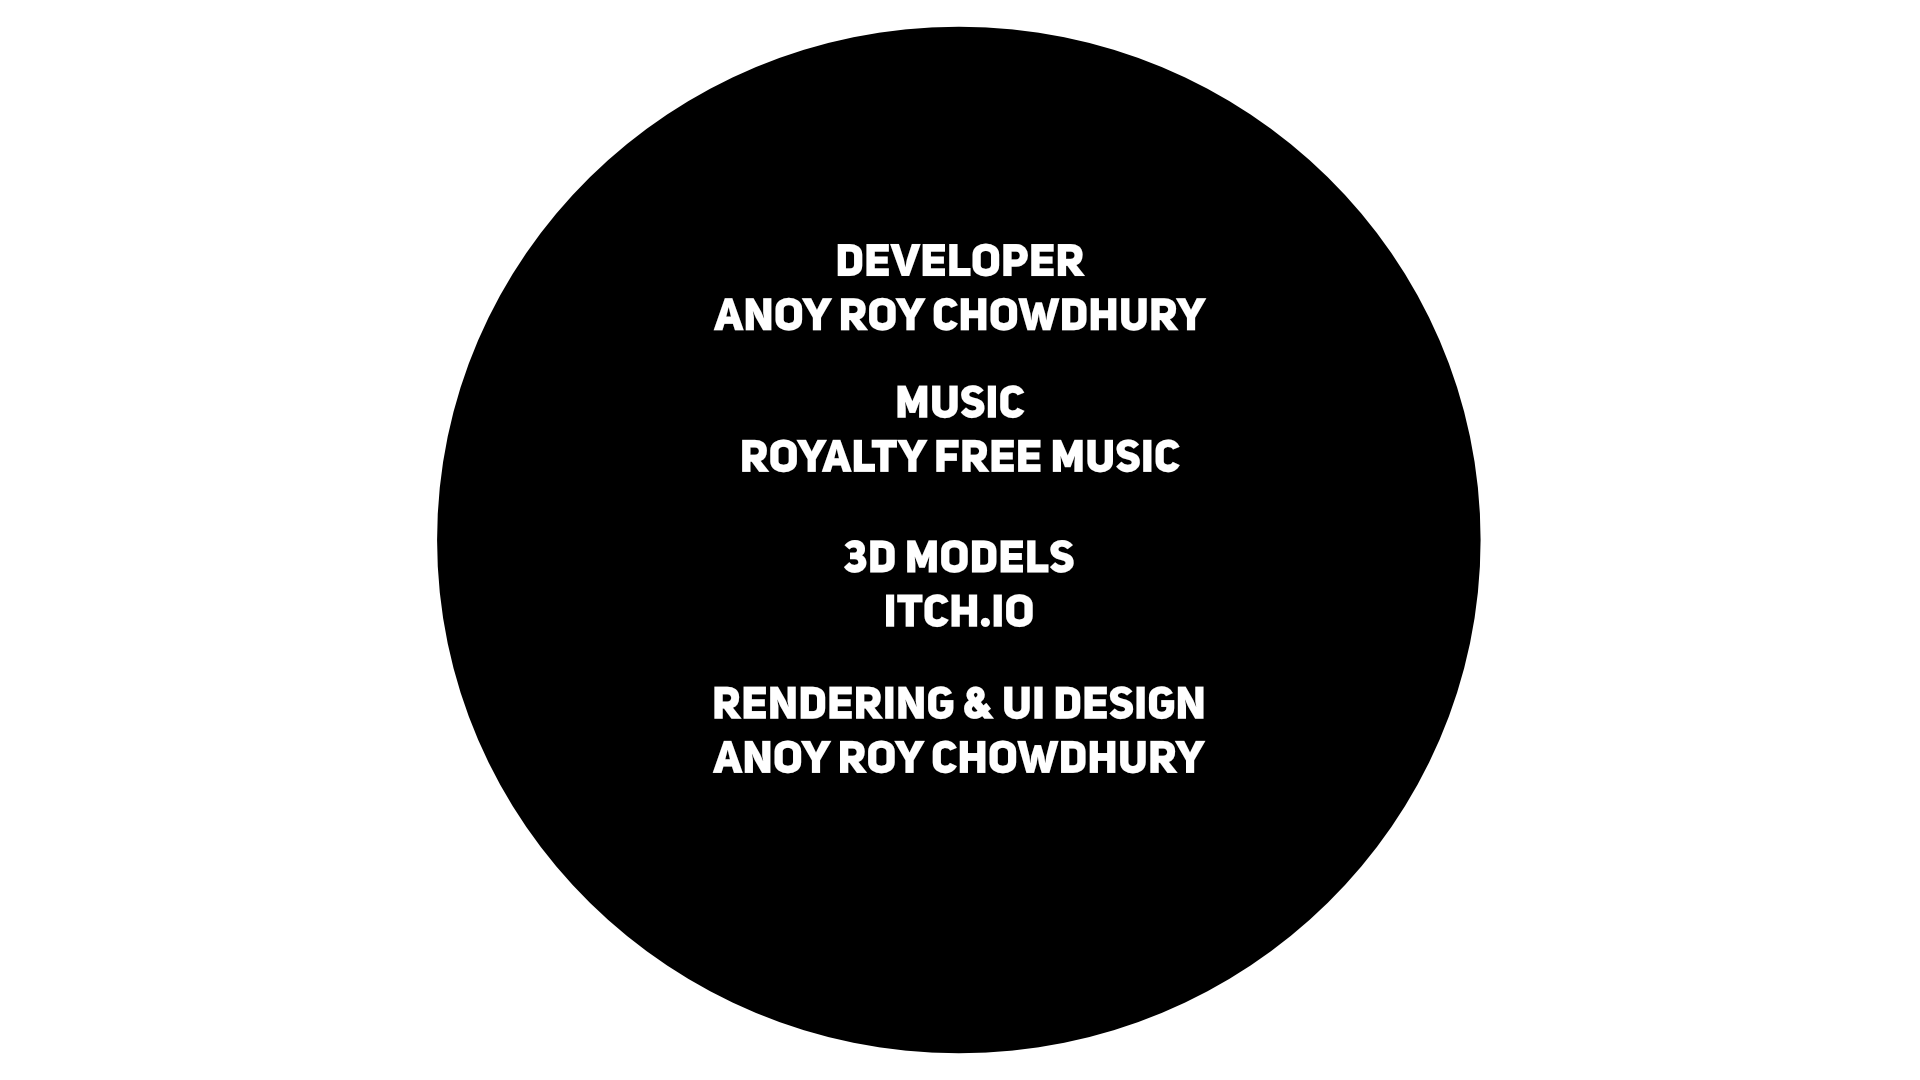 DEVELOPER
ANOY ROY CHOWDHURY
MUSIC
ROYALTY FREE MUSIC
3D MODELS
ITCH.IO
RENDERING & UI DESIGN
ANOY ROY CHOWDHURY